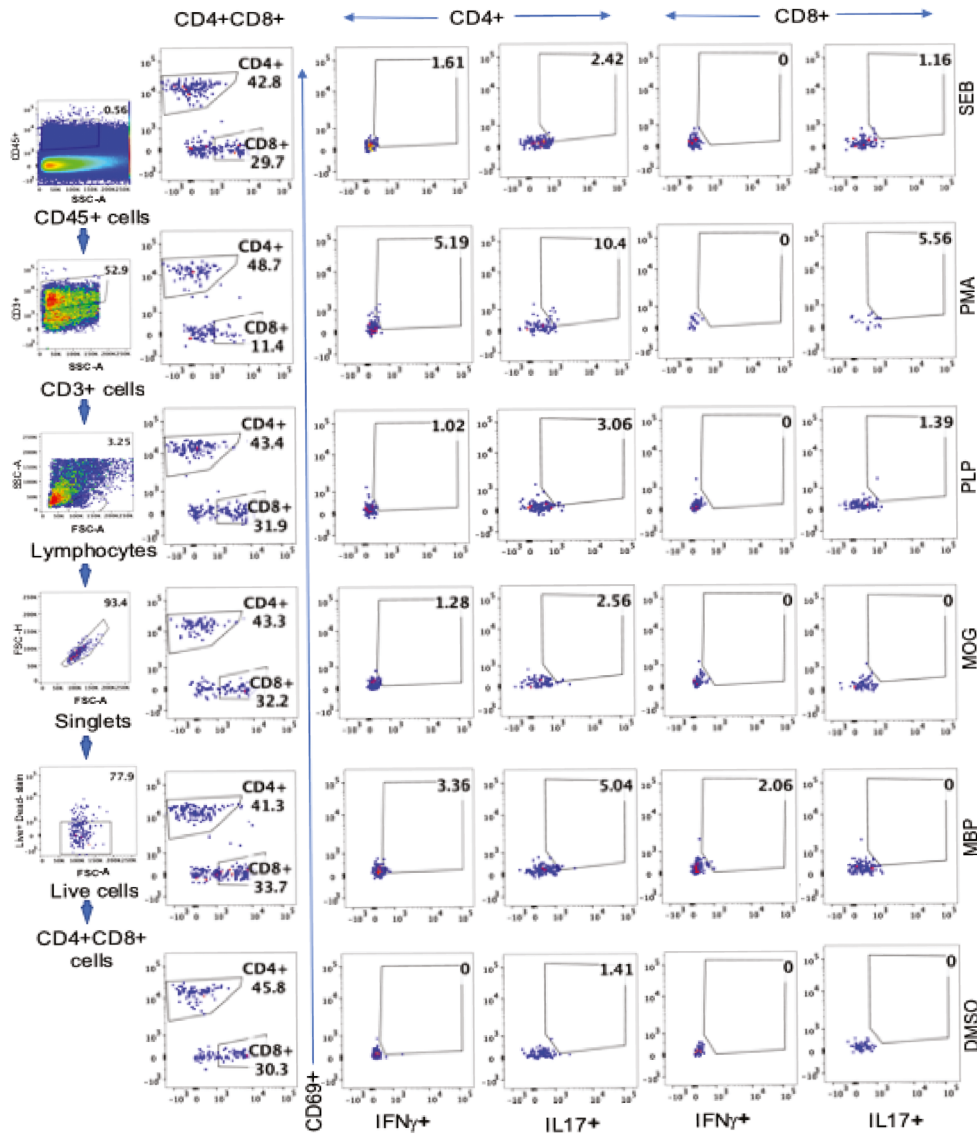 CD4+CD8+
CD4+
CD8+
0.56
CD45+
SSC-A
CD45+ cells
52.9
CD3+
SSC-A
CD3+ cells
3.25
SSC-A
FSC-A
Lymphocytes
93.4
FSC-H
FSC-A
Singlets
77.9
Live+ Dead- stain
FSC-A
Live cells
CD4+CD8+
cells
CD4+
42.8
CD8+
29.7
1.61
2.42
0
1.16
SEB
CD4+
48.7
CD8+
11.4
5.19
10.4
0
5.56
PMA
CD4+
43.4
CD8+
31.9
1.02
3.06
0
1.39
PLP
CD4+
43.3
CD8+
32.2
1.28
2.56
0
0
MOG
CD4+
41.3
CD8+
33.7
3.36
5.04
2.06
0
MBP
CD4+
45.8
CD8+
30.3
0
1.41
0
0
DMSO
CD69+
IFNγ+
IL17+
IFNγ+
IL17+